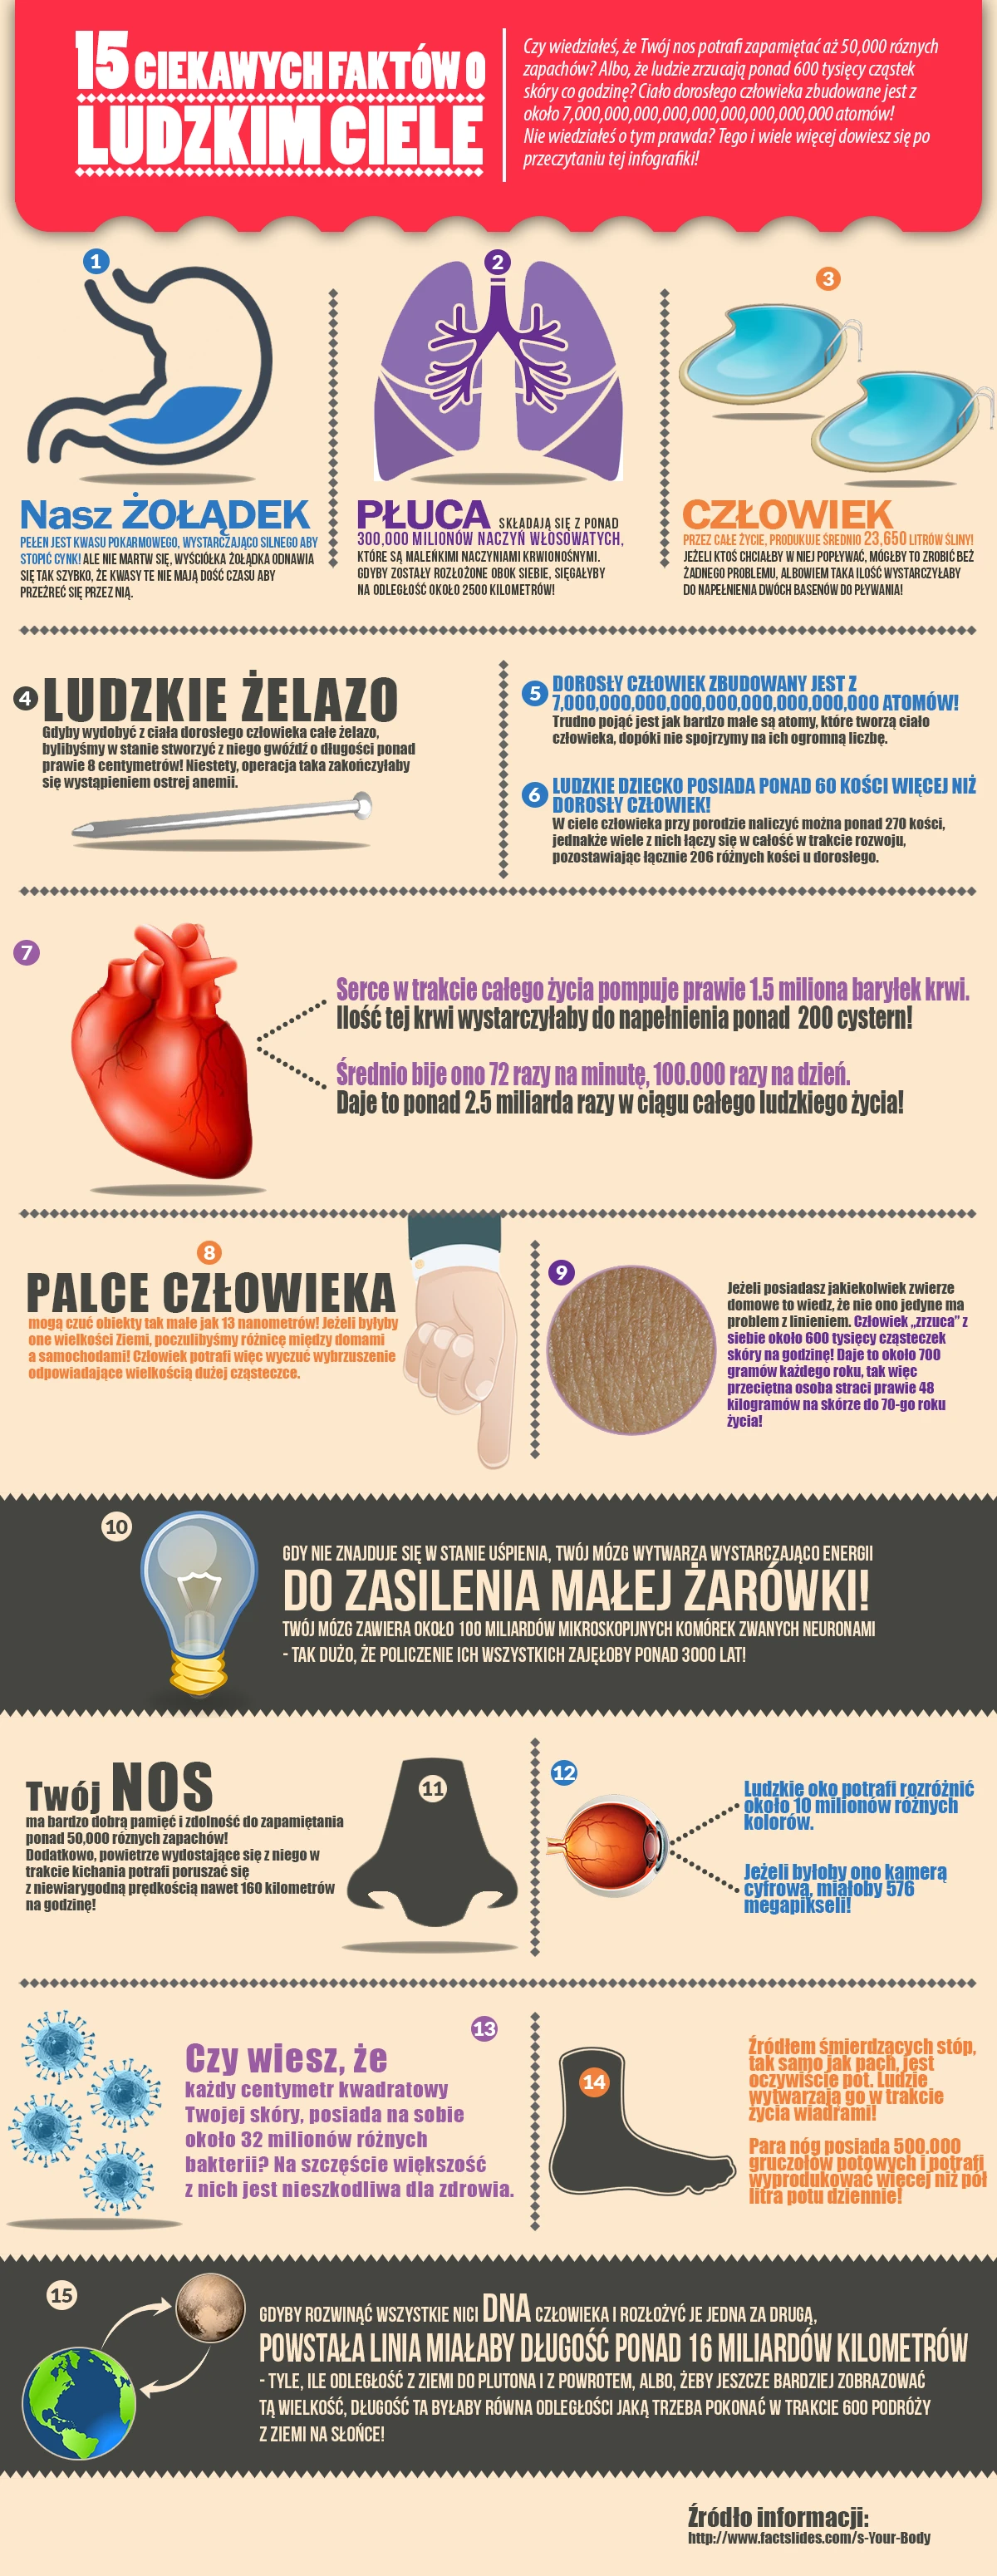 15 CIEKAWYCH FAKTÓW O
LUDZKIM CIELE
Czy wiedziałeś, że Twój nos potrafi zapamiętać aż 50,000 róznych
zapachów? Albo, że ludzie zrzucają ponad 600 tysięcy cząstek
skóry co godzinę? Ciało dorosłego człowieka zbudowane jest z
około 7,000,000,000,000,000,000,000,000,000 atomów!
Nie wiedziałeś o tym prawda? Tego i wiele więcej dowiesz się po
przeczytaniu tej infografiki!
1
Nasz ŻOŁĄDEK
PEŁEN JEST KWASU POKARMOWEGO, WYSTARCZAJĄCO SILNEGO ABY
STOPIĆ CYNK! ALE NIE MARTW SIĘ, WYŚCIÓŁKA ŻOŁĄDKA ODNAWIA
SIĘ TAK SZYBKO, ŻE KWASY TE NIE MAJĄ DOŚĆ CZASU ABY
PRZEŻREĆ SIĘ PRZEZ NIĄ.
2
PŁUCA SKŁADAJĄ SIĘ Z PONAD
300,000 MILIONÓW NACZYŃ WŁOSOWATYCH,
KTÓRE SĄ MALEŃKIMI NACZYNIAMI KRWIONOŚNYMI.
GDYBY ZOSTAŁY ROZŁOŻONE OBOK SIEBIE, SIĘGAŁYBY
NA ODLEGŁOŚĆ OKOŁO 2500 KILOMETRÓW!
3
CZŁOWIEK
PRZEZ CAŁE ŻYCIE, PRODUKUJE ŚREDNIO 23,650 LITRÓW ŚLINY!
JEŻELI KTOŚ CHCIAŁBY W NIEJ POPŁYWAĆ, MÓGŁBY TO ZROBIĆ BEZ
ŻADNEGO PROBLEMU, ALBOWIEM TAKA ILOŚĆ WYSTARCZYŁABY
DO NAPEŁNIENIA DWÓCH BASENÓW DO PŁYWANIA!
4 LUDZKIE ŻELAZO
Gdyby wydobyć z ciała dorosłego człowieka całe żelazo,
bylibyśmy w stanie stworzyć z niego gwóźdź o długości ponad
prawie 8 centymetrów! Niestety, operacja taka zakończyłaby
się wystąpieniem ostrej anemii.
5 DOROSŁY CZŁOWIEK ZBUDOWANY JEST Z
7,000,000,000,000,000,000,000,000,000 ATOMÓW!
Trudno pojąć jest jak bardzo małe są atomy, które tworzą ciało
człowieka, dopóki nie spojrzymy na ich ogromną liczbę.
6 LUDZKIE DZIECKO POSIADA PONAD 60 KOŚCI WIĘCEJ NIŻ
DOROSŁY CZŁOWIEK!
W ciele człowieka przy porodzie naliczyć można ponad 270 kości,
jednakże wiele z nich łączy się w całość w trakcie rozwoju,
pozostawiając łącznie 206 różnych kości u dorosłego.
7
Serce w trakcie całego życia pompuje prawie 1.5 miliona baryłek krwi.
Ilość tej krwi wystarczyłaby do napełnienia ponad 200 cystern!
Średnio bije ono 72 razy na minutę, 100.000 razy na dzień.
Daje to ponad 2.5 miliarda razy w ciągu całego ludzkiego życia!
8
PALCE CZŁOWIEKA
mogą czuć obiekty tak małe jak 13 nanometrów! Jeżeli byłyby
one wielkości Ziemi, poczulibyśmy różnicę między domami
a samochodami! Człowiek potrafi więc wyczuć wybrzuszenie
odpowiadające wielkością dużej cząsteczce.
9
Jeżeli posiadasz jakiekolwiek zwierze
domowe to wiedz, że nie ono jedyne ma
problem z linieniem. Człowiek „zrzuca” z
siebie około 600 tysięcy cząsteczek
skóry na godzinę! Daje to około 700
gramów każdego roku, tak więc
przeciętna osoba straci prawie 48
kilogramów na skórze do 70-go roku
życia!
10
GDY NIE ZNAJDUJE SIĘ W STANIE UŚPIENIA, TWÓJ MÓZG WYTWARZA WYSTARCZAJĄCO ENERGII
DO ZASILENIA MAŁEJ ŻARÓWKI!
TWÓJ MÓZG ZAWIERA OKOŁO 100 MILIARDÓW MIKROSKOPIJNYCH KOMÓREK ZWANYCH NEURONAMI
- TAK DUŻO, ŻE POLICZENIE ICH WSZYSTKICH ZAJĘŁOBY PONAD 3000 LAT!
Twój NOS
ma bardzo dobrą pamięć i zdolność do zapamiętania
ponad 50,000 róznych zapachów!
Dodatkowo, powietrze wydostające się z niego w
trakcie kichania potrafi poruszać się
z niewiarygodną prędkością nawet 160 kilometrów
na godzinę!
11
12
Ludzkie oko potrafi rozróżnić
około 10 milionów różnych
kolorów.
Jeżeli byłoby ono kamerą
cyfrową, miałoby 576
megapikseli!
13
Czy wiesz, że
każdy centymetr kwadratowy
Twojej skóry, posiada na sobie
około 32 milionów różnych
bakterii? Na szczęście większość
z nich jest nieszkodliwa dla zdrowia.
14
Źródłem śmierdzących stóp,
tak samo jak pach, jest
oczywiście pot. Ludzie
wytwarzają go w trakcie
życia wiadrami!
Para nóg posiada 500.000
gruczołów potowych i potrafi
wyprodukować więcej niż pół
litra potu dziennie!
15
GDYBY ROZWINĄĆ WSZYSTKIE NICI DNA CZŁOWIEKA I ROZŁOŻYĆ JE JEDNA ZA DRUGĄ,
POWSTAŁA LINIA MIAŁABY DŁUGOŚĆ PONAD 16 MILIARDÓW KILOMETRÓW
- TYLE, ILE ODLEGŁOŚĆ Z ZIEMI DO PLUTONA I Z POWROTEM, ALBO, ŻEBY JESZCZE BARDZIEJ ZOBRAZOWAĆ
TĄ WIELKOŚĆ, DŁUGOŚĆ TA BYŁABY RÓWNA ODLEGŁOŚCI JAKĄ TRZEBA POKONAĆ W TRAKCIE 600 PODRÓŻY
Z ZIEMI NA SŁOŃCE!
Źródło informacji:
http://www.factslides.com/s-Your-Body